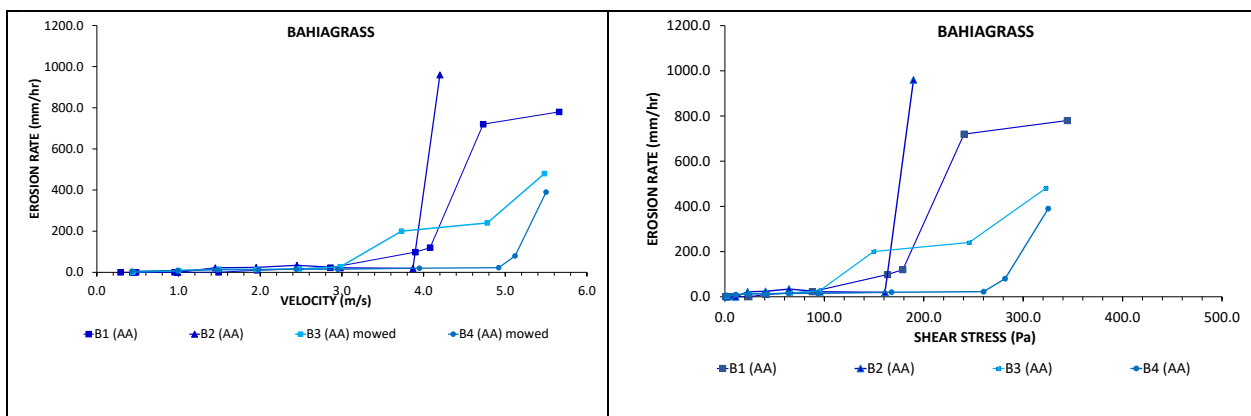 BAHIAGRASS
1200.0
1000.0
800.0
600.0
400.0
200.0
0.0
EROSION RATE (mm/hr)
0.0 1.0 2.0 3.0 4.0 5.0 6.0
VELOCITY (m/s)
B1 (AA) B2 (AA) B3 (AA) mowed B4 (AA) mowed
BAHIAGRASS
1200.0
1000.0
800.0
600.0
400.0
200.0
0.0
EROSION RATE (mm/hr)
0.0 100.0 200.0 300.0 400.0 500.0
SHEAR STRESS (Pa)
B1 (AA) B2 (AA) B3 (AA) B4 (AA)